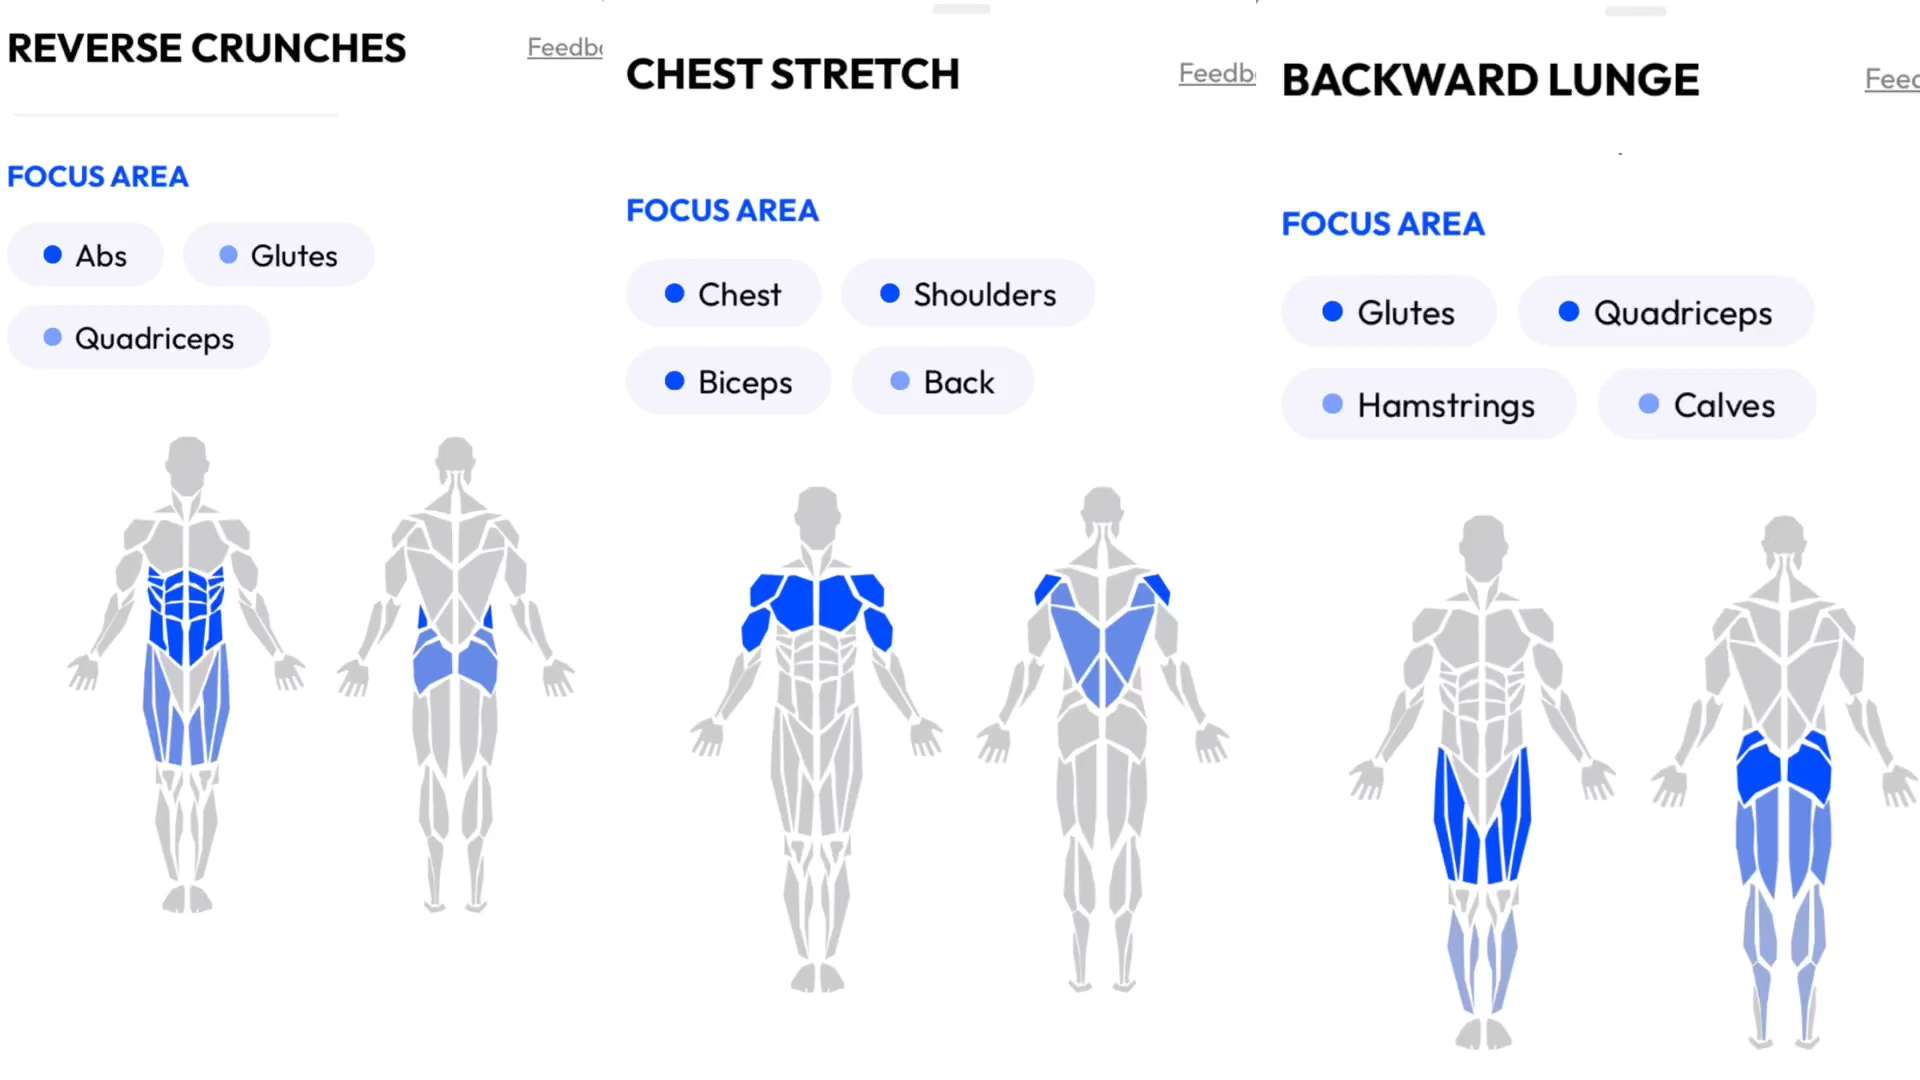 REVERSE CRUNCHES
FOCUS AREA
Abs
Glutes
Quadriceps
CHEST STRETCH
FOCUS AREA
Chest
Shoulders
Biceps
Back
BACKWARD LUNGE
FOCUS AREA
Glutes
Quadriceps
Hamstrings
Calves